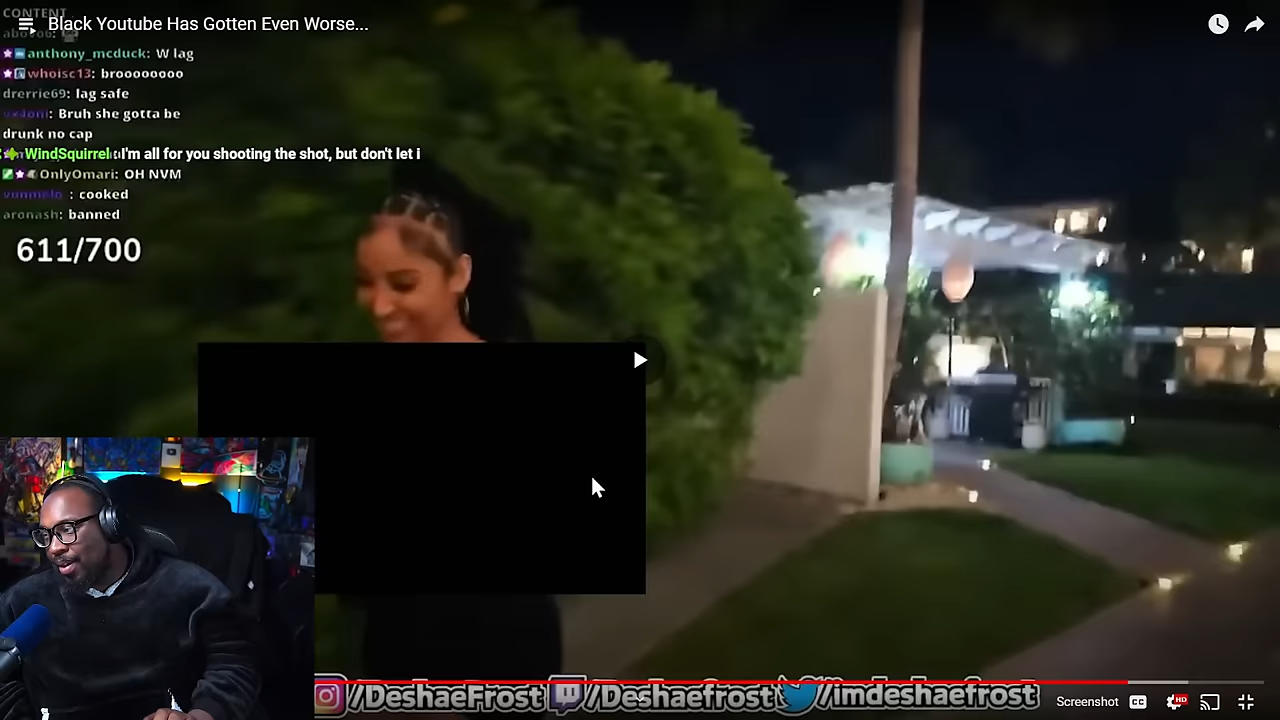 CONTENT
Black Youtube Has Gotten Even Worse...
anthony_mcduck: W lag
whoisc13: brooooooooo
drerrie69: lag safe
Bruh she gotta be
drunk no cap
WindSquirrel: I'm all for you shooting the shot, but don't let i
OnlyOmari: OH NVM
: cooked
aronash: banned
611/700
/DeshaeFrost /Deshaefrost /imdeshaefrost
Screenshot CC HD